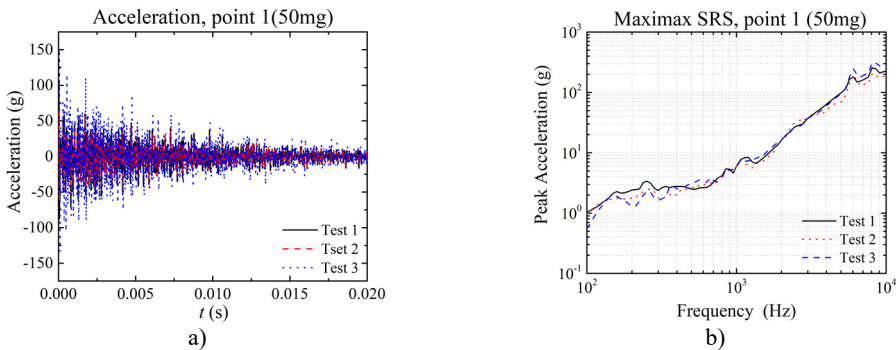 Acceleration, point 1(50mg)
150
100
50
0
-50
-100
-150
Acceleration (g)
Test 1
Tset 2
Test 3
0.000
0.005
0.010
0.015
0.020
t (s)
a)
Maximax SRS, point 1 (50mg)
10^3
10^2
10^1
10^0
10^-1
Peak Acceleration (g)
Test 1
Test 2
Test 3
10^2
10^3
10^4
Frequency (Hz)
b)